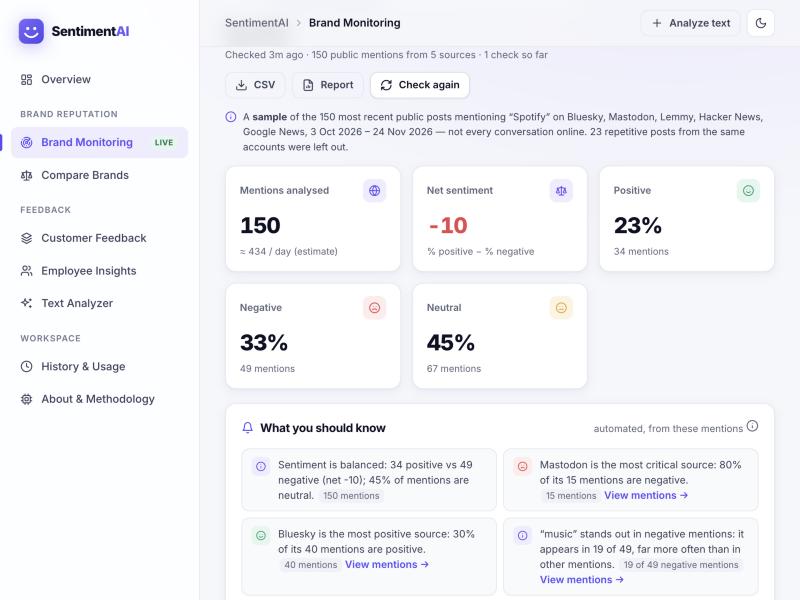 SentimentAI
Overview
BRAND REPUTATION
Brand Monitoring LIVE
Compare Brands
FEEDBACK
Customer Feedback
Employee Insights
Text Analyzer
WORKSPACE
History & Usage
About & Methodology
SentimentAI > Brand Monitoring
Analyze text
Checked 3m ago · 150 public mentions from 5 sources · 1 check so far
CSV
Report
Check again
A sample of the 150 most recent public posts mentioning “Spotify” on Bluesky, Mastodon, Lemmy, Hacker News,
Google News, 3 Oct 2026 – 24 Nov 2026 — not every conversation online. 23 repetitive posts from the same
accounts were left out.
Mentions analysed
150
≈ 434 / day (estimate)
Net sentiment
-10
% positive − % negative
Positive
23%
34 mentions
Negative
33%
49 mentions
Neutral
45%
67 mentions
What you should know
automated, from these mentions
Sentiment is balanced: 34 positive vs 49
negative (net -10); 45% of mentions are
neutral. 150 mentions
Mastodon is the most critical source: 80%
of its 15 mentions are negative.
15 mentions View mentions →
Bluesky is the most positive source: 30%
of its 40 mentions are positive.
40 mentions View mentions →
“music” stands out in negative mentions: it
appears in 19 of 49, far more often than in
other mentions. 19 of 49 negative mentions
View mentions →